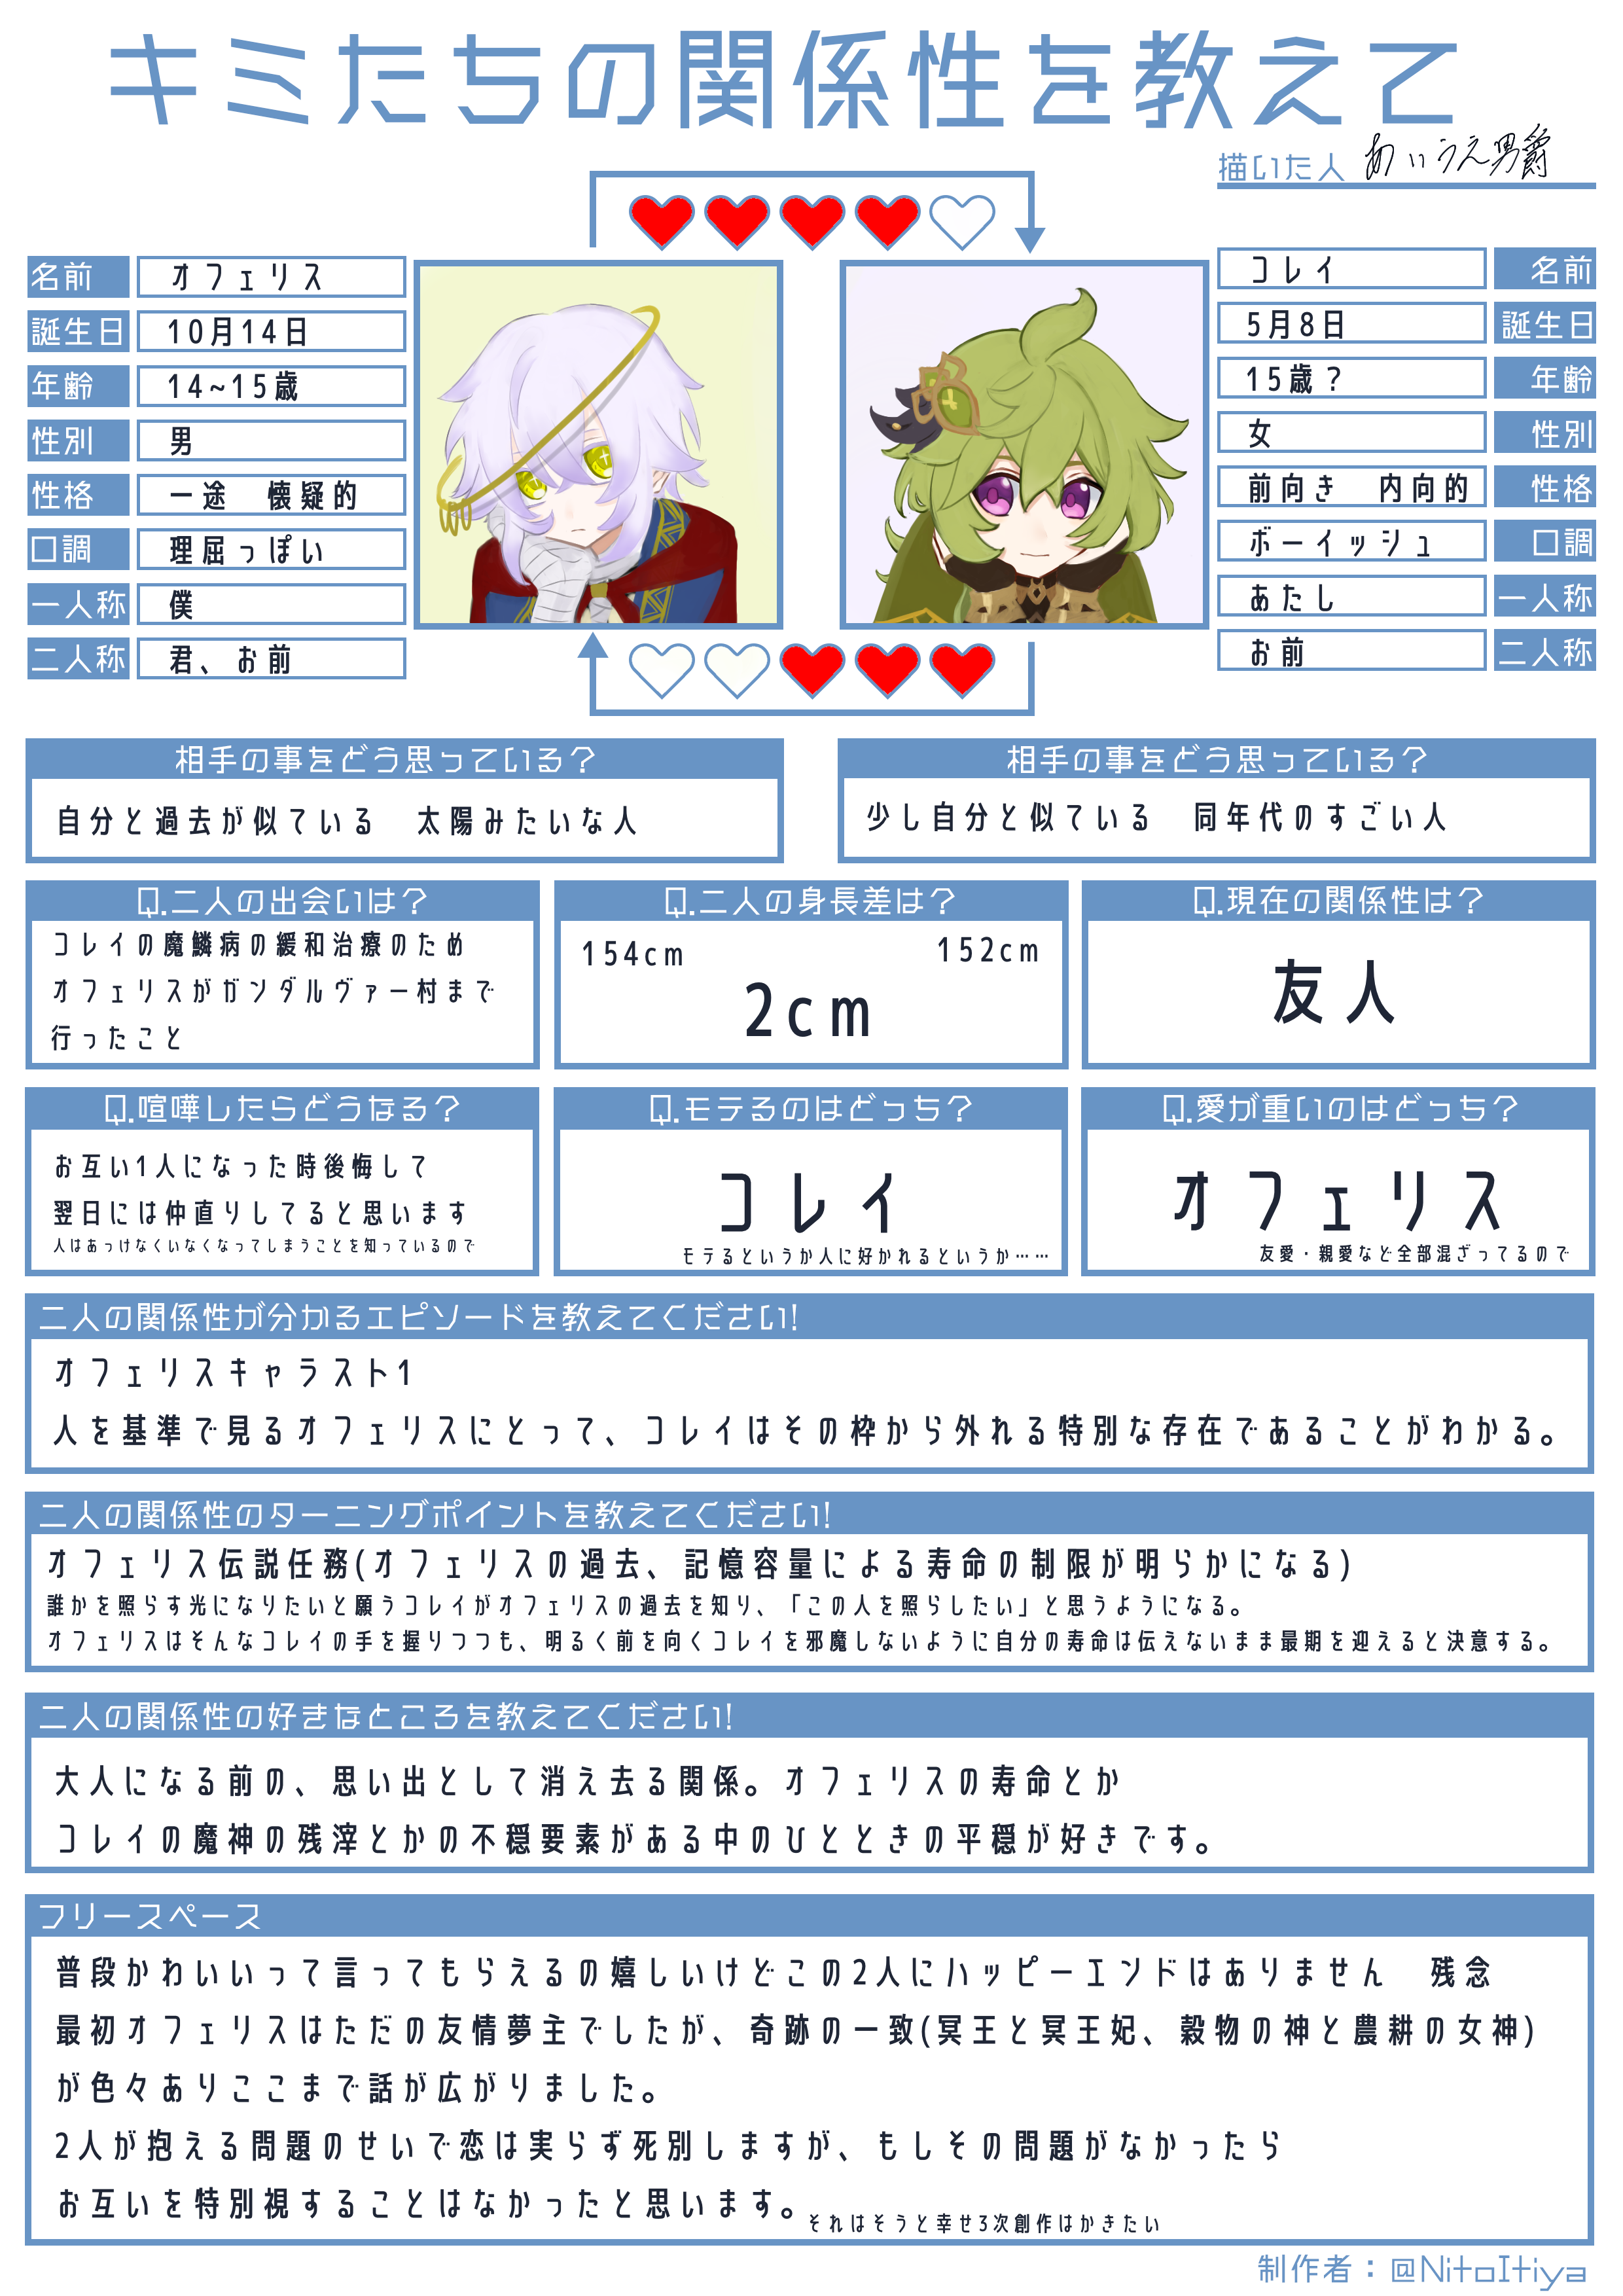 キミたちの関係性を教えて
描いた人 あいうえ男爵
名前 オフェリス
誕生日 10月14日
年齢 14~15歳
性別 男
性格 一途 懐疑的
口調 理屈っぽい
一人称 僕
二人称 君、お前
コレイ 名前
5月8日 誕生日
15歳？ 年齢
女 性別
前向き 内向的 性格
ボーイッシュ 口調
あたし 一人称
お前 二人称
相手の事をどう思っている？
自分と過去が似ている 太陽みたいな人
相手の事をどう思っている？
少し自分と似ている 同年代のすごい人
Q.二人の出会いは？
コレイの魔鱗病の緩和治療のため
オフェリスがガンダルヴァー村まで
行ったこと
Q.二人の身長差は？
154cm 152cm
2cm
Q.現在の関係性は？
友人
Q.喧嘩したらどうなる？
お互い1人になった時後悔して
翌日には仲直りしてると思います
人はあっけなくいなくなってしまうことを知っているので
Q.モテるのはどっち？
コレイ
モテるというか人に好かれるというか……
Q.愛が重いのはどっち？
オフェリス
友愛・親愛など全部混ざってるので
二人の関係性が分かるエピソードを教えてください!
オフェリスキャラスト1
人を基準で見るオフェリスにとって、コレイはその枠から外れる特別な存在であることがわかる。
二人の関係性のターニングポイントを教えてください!
オフェリス伝説任務(オフェリスの過去、記憶容量による寿命の制限が明らかになる)
誰かを照らす光になりたいと願うコレイがオフェリスの過去を知り、「この人を照らしたい」と思うようになる。
オフェリスはそんなコレイの手を握りつつも、明るく前を向くコレイを邪魔しないように自分の寿命は伝えないまま最期を迎えると決意する。
二人の関係性の好きなところを教えてください!
大人になる前の、思い出として消え去る関係。オフェリスの寿命とか
コレイの魔神の残滓とかの不穏要素がある中のひとときの平穏が好きです。
フリースペース
普段かわいいって言ってもらえるの嬉しいけどこの2人にハッピーエンドはありません 残念
最初オフェリスはただの友情夢主でしたが、奇跡の一致(冥王と冥王妃、穀物の神と農耕の女神)
が色々ありここまで話が広がりました。
2人が抱える問題のせいで恋は実らず死別しますが、もしその問題がなかったら
お互いを特別視することはなかったと思います。それはそうと幸せ3次創作はかきたい
制作者：@NitoItiya